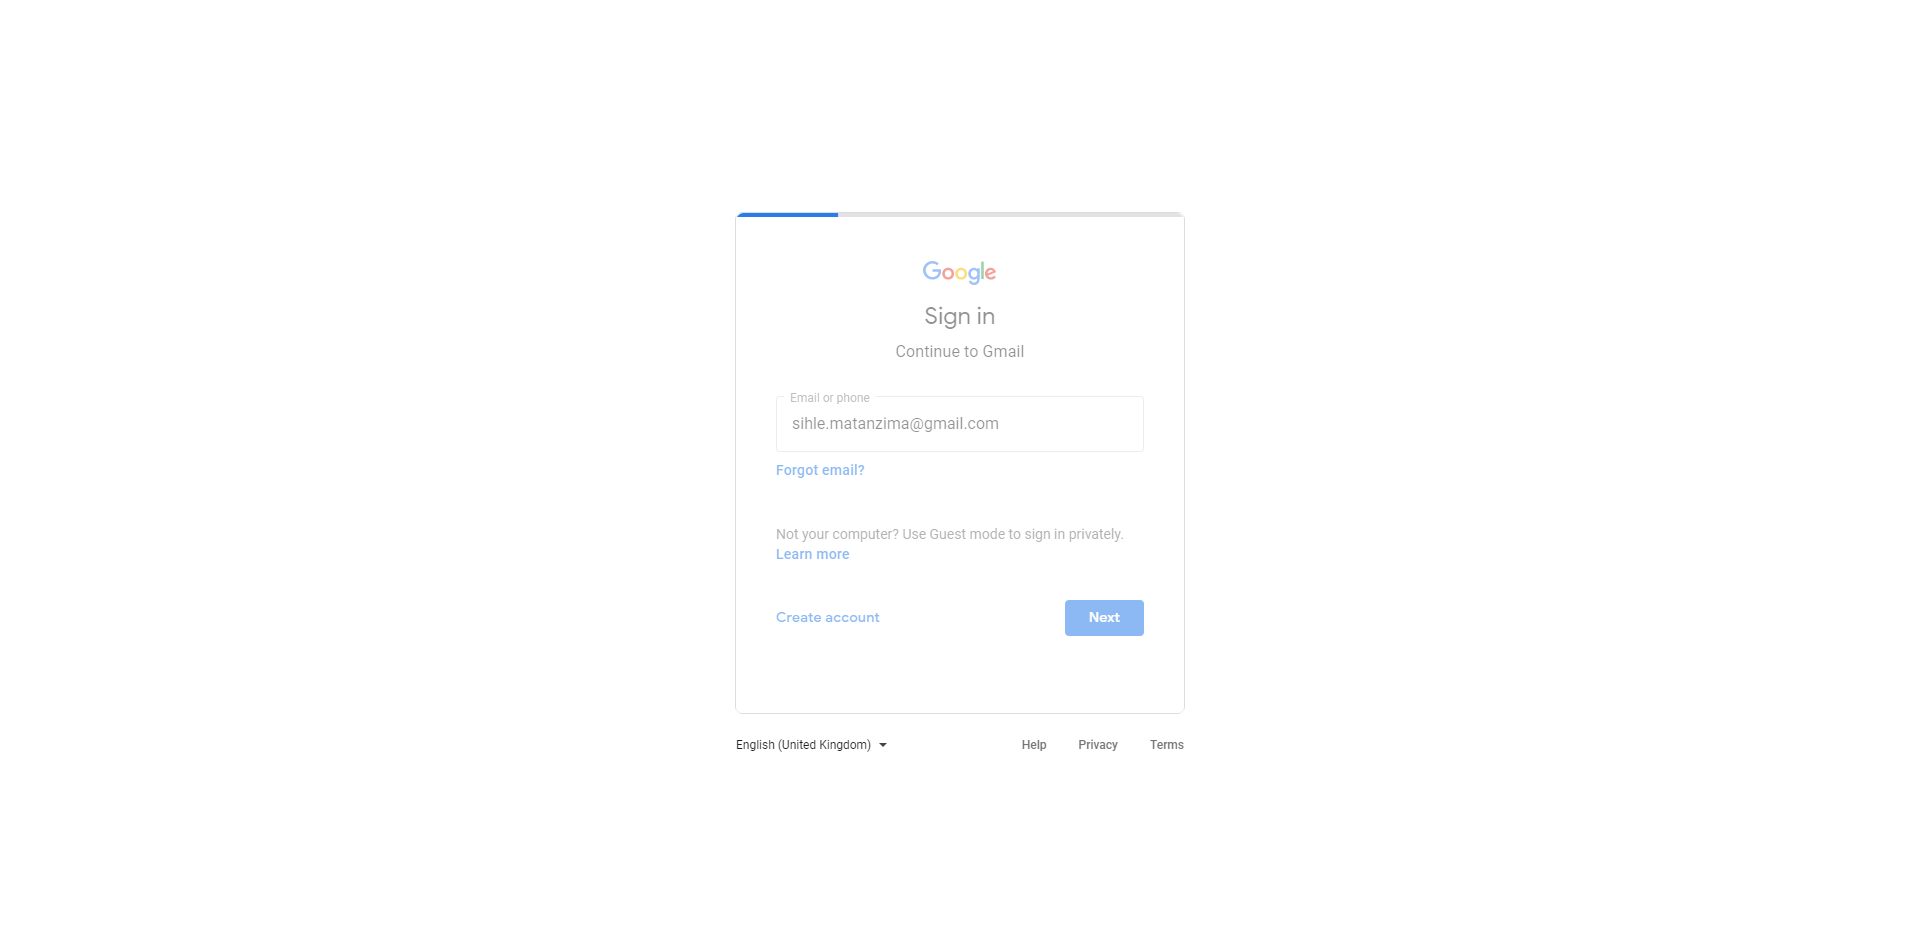 Google
Sign in
Continue to Gmail
Email or phone
sihle.matanzima@gmail.com
Forgot email?
Not your computer? Use Guest mode to sign in privately.
Learn more
Create account
Next
English (United Kingdom)
Help
Privacy
Terms